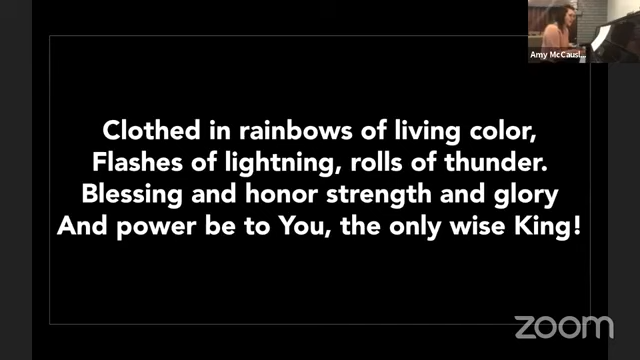 Amy McCausl...
Clothed in rainbows of living color,
Flashes of lightning, rolls of thunder.
Blessing and honor strength and glory
And power be to You, the only wise King!
zoom